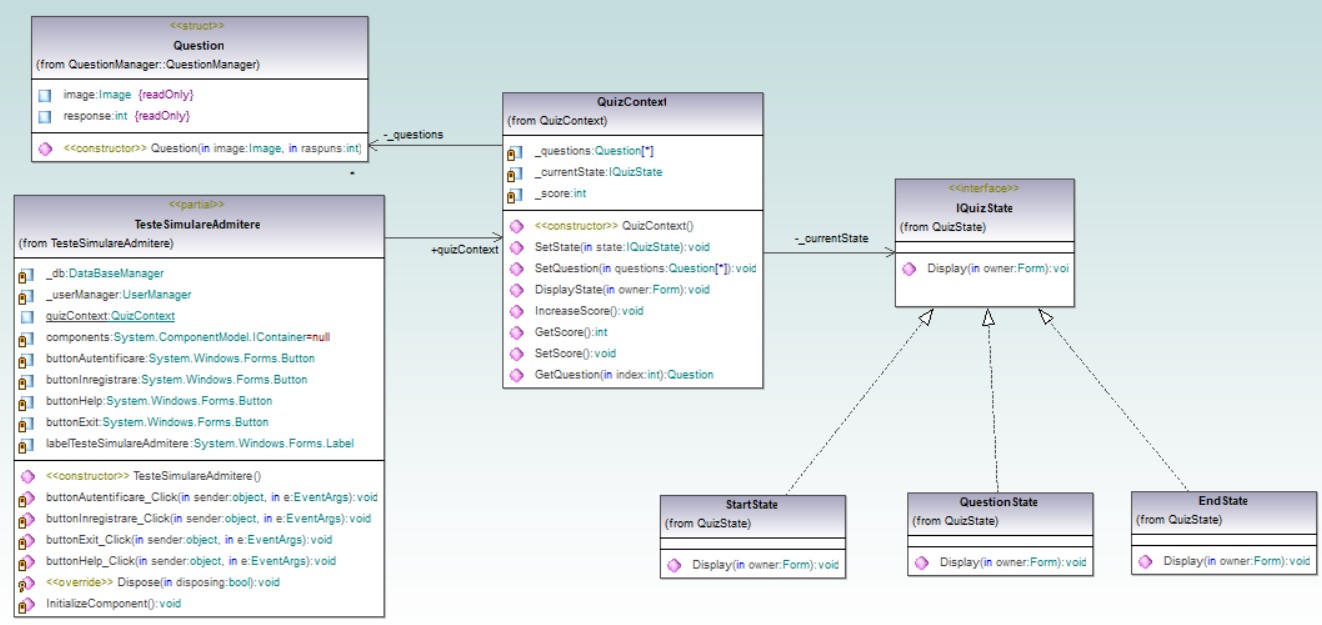 <<struct>>
Question
(from QuestionManager::QuestionManager)
image:Image {readOnly}
response:int {readOnly}
<<constructor>> Question(in image:Image, in raspuns:int)
-_questions
*
<<partial>>
TesteSimulareAdmitere
(from TesteSimulareAdmitere)
_db:DataBaseManager
_userManager:UserManager
quizContext:QuizContext
components:System.ComponentModel.IContainer=null
buttonAutentificare:System.Windows.Forms.Button
buttonInregistrare:System.Windows.Forms.Button
buttonHelp:System.Windows.Forms.Button
buttonExit:System.Windows.Forms.Button
labelTesteSimulareAdmitere:System.Windows.Forms.Label
<<constructor>> TesteSimulareAdmitere()
buttonAutentificare_Click(in sender:object, in e:EventArgs):void
buttonInregistrare_Click(in sender:object, in e:EventArgs):void
buttonExit_Click(in sender:object, in e:EventArgs):void
buttonHelp_Click(in sender:object, in e:EventArgs):void
<<override>> Dispose(in disposing:bool):void
InitializeComponent():void
+quizContext
QuizContext
(from QuizContext)
_questions:Question[*]
_currentState:IQuizState
_score:int
<<constructor>> QuizContext()
SetState(in state:IQuizState):void
SetQuestion(in questions:Question[*]):void
DisplayState(in owner:Form):void
IncreaseScore():void
GetScore():int
SetScore():void
GetQuestion(in index:int):Question
-_currentState
<<interface>>
IQuizState
(from QuizState)
Display(in owner:Form):voi
StartState
(from QuizState)
Display(in owner:Form):void
QuestionState
(from QuizState)
Display(in owner:Form):void
EndState
(from QuizState)
Display(in owner:Form):void